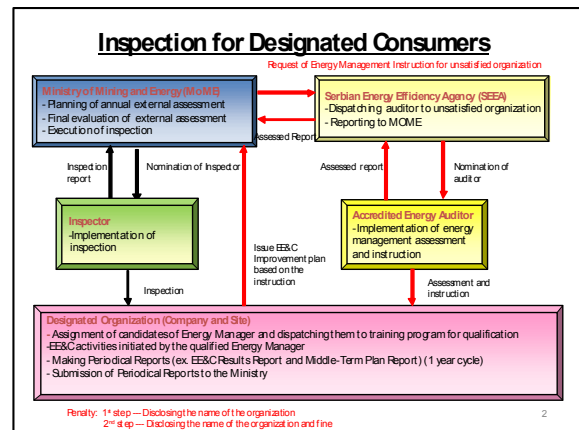 Inspection for Designated Consumers
Request of Energy Management Instruction for unsatisfied organization
Ministry of Mining and Energy (MoME)
- Planning of annual external assessment
- Final evaluation of external assessment
- Execution of inspection
Serbian Energy Efficiency Agency (SEEA)
- Dispatching auditor to unsatisfied organization
- Reporting to MOME
Assessed Report
Inspection
report
Nomination of Inspector
Assessed report
Nomination of
auditor
Inspector
-Implementation of
inspection
Accredited Energy Auditor
- Implementation of energy
management assessment
and instruction
Issue EE&C
Improvement plan
based on the
instruction
Inspection
Assessment and
instruction
Designated Organization (Company and Site)
- Assignment of candidates of Energy Manager and dispatching them to training program for qualification
-EE&C activities initiated by the qualified Energy Manager
- Making Periodical Reports (ex. EE&C Results Report and Middle-Term Plan Report) (1 year cycle)
- Submission of Periodical Reports to the Ministry
Penalty: 1st step --- Disclosing the name of the organization
2nd step --- Disclosing the name of the organization and fine
2